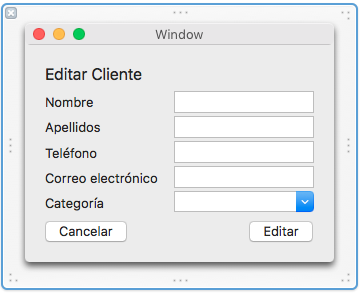 Window
Editar Cliente
Nombre
Apellidos
Teléfono
Correo electrónico
Categoría
Cancelar
Editar